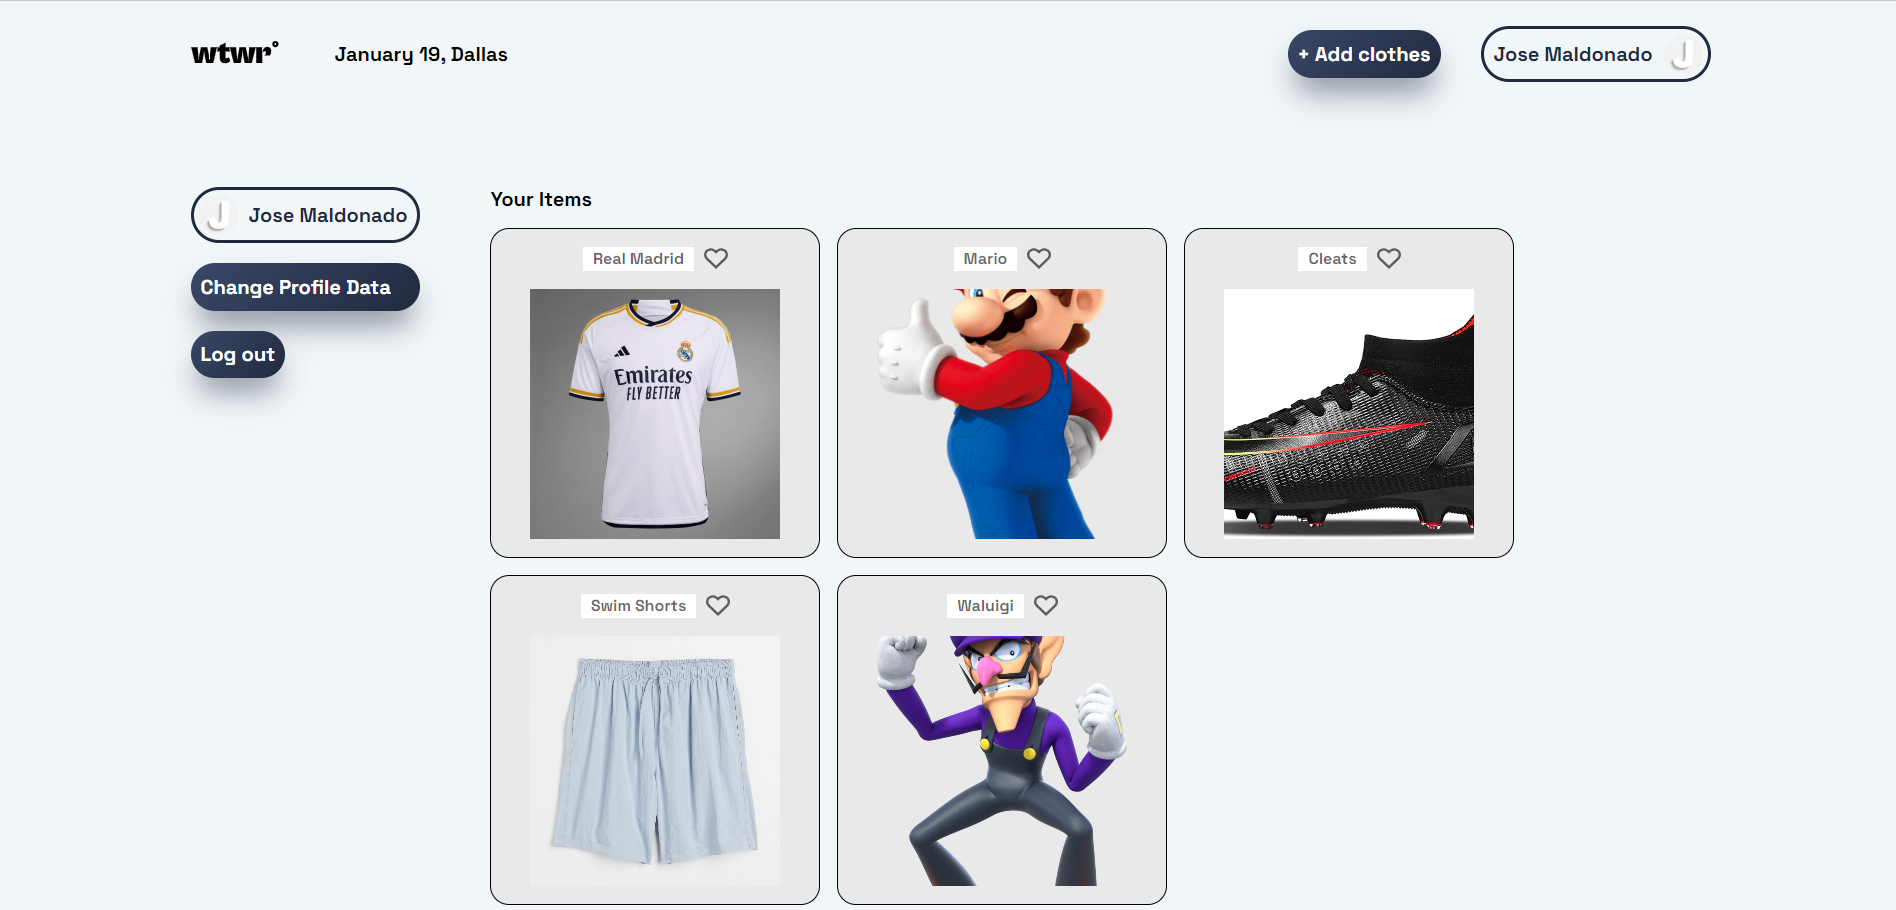 wtwr°
January 19, Dallas
+ Add clothes
Jose Maldonado
J
J
Jose Maldonado
Change Profile Data
Log out
Your Items
Real Madrid
Mario
Cleats
Emirates
FLY BETTER
Swim Shorts
Waluigi